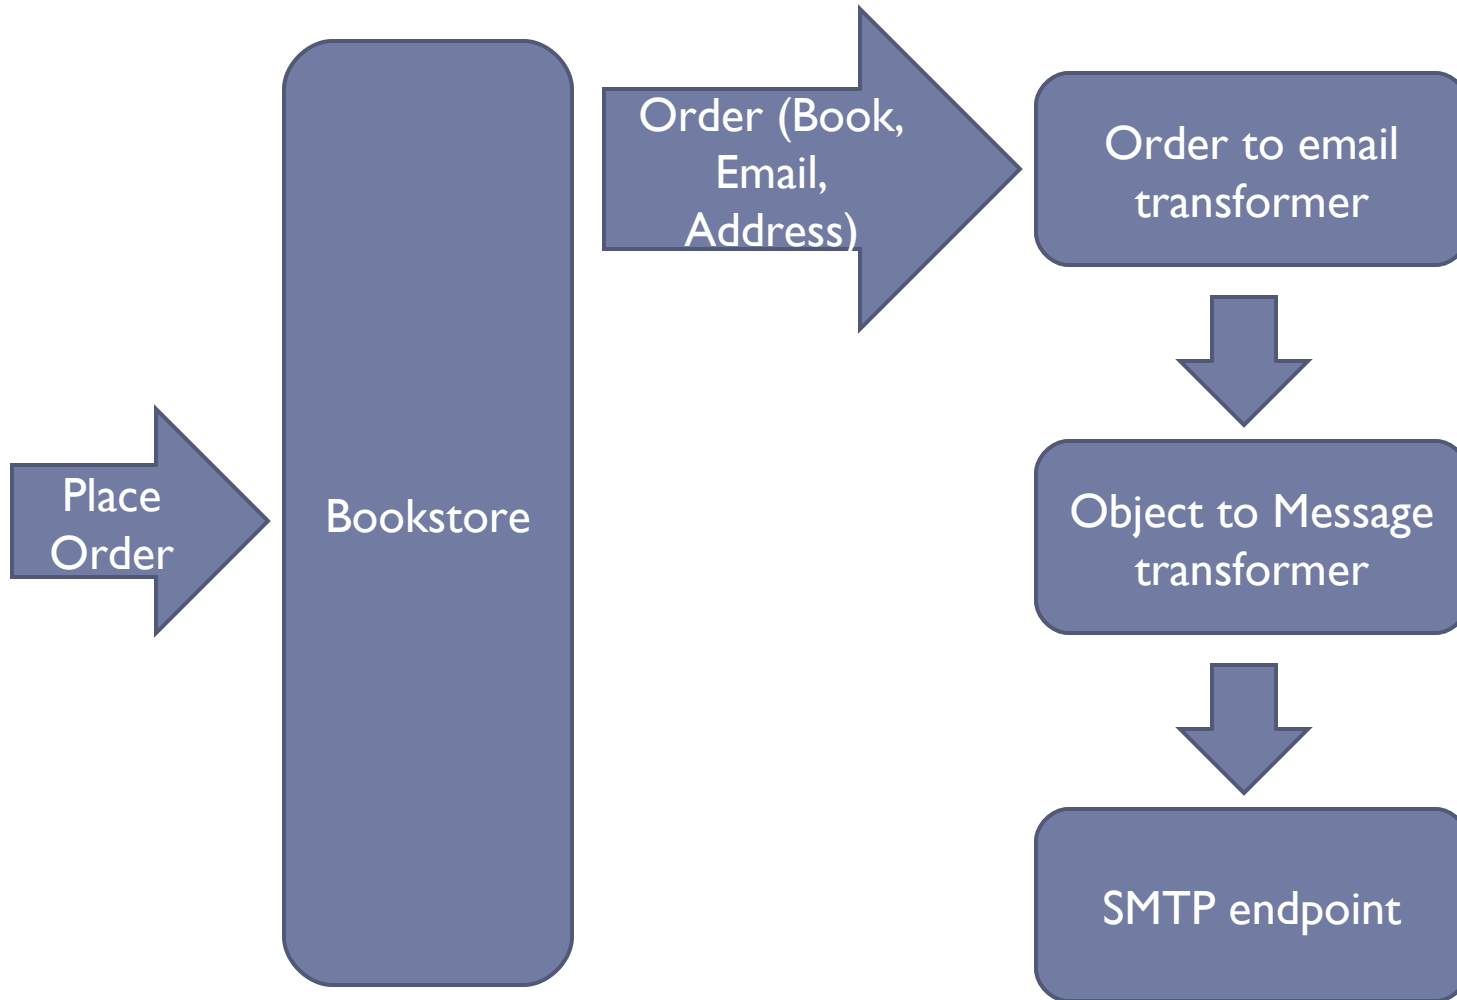 Place
Order
Bookstore
Order (Book,
Email,
Address)
Order to email
transformer
Object to Message
transformer
SMTP endpoint